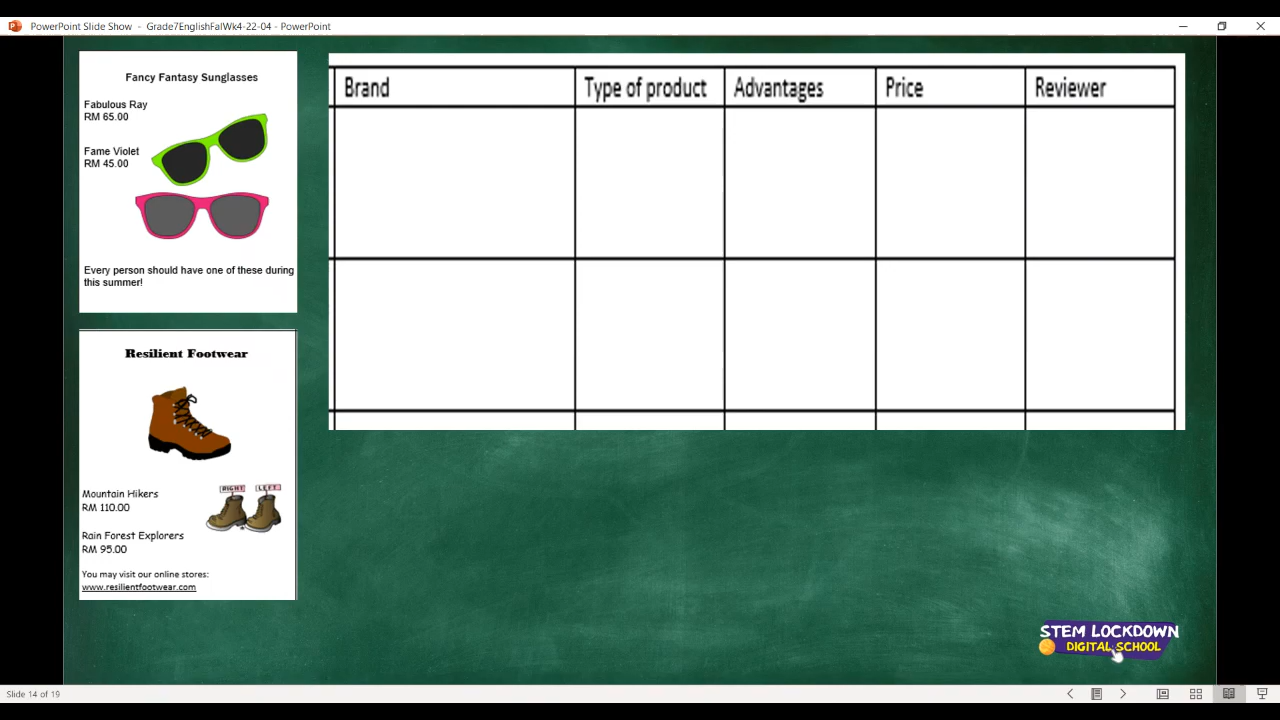 PowerPoint Slide Show - Grade7EnglishFalWk4-22-04 - PowerPoint
Fancy Fantasy Sunglasses
Fabulous Ray
RM 65.00
Fame Violet
RM 45.00
Every person should have one of these during
this summer!
Resilient Footwear
RIGHT LEFT
Mountain Hikers
RM 110.00
Rain Forest Explorers
RM 95.00
You may visit our online stores:
www.resilientfootwear.com
Brand Type of product Advantages Price Reviewer
STEM LOCKDOWN
DIGITAL SCHOOL
Slide 14 of 19